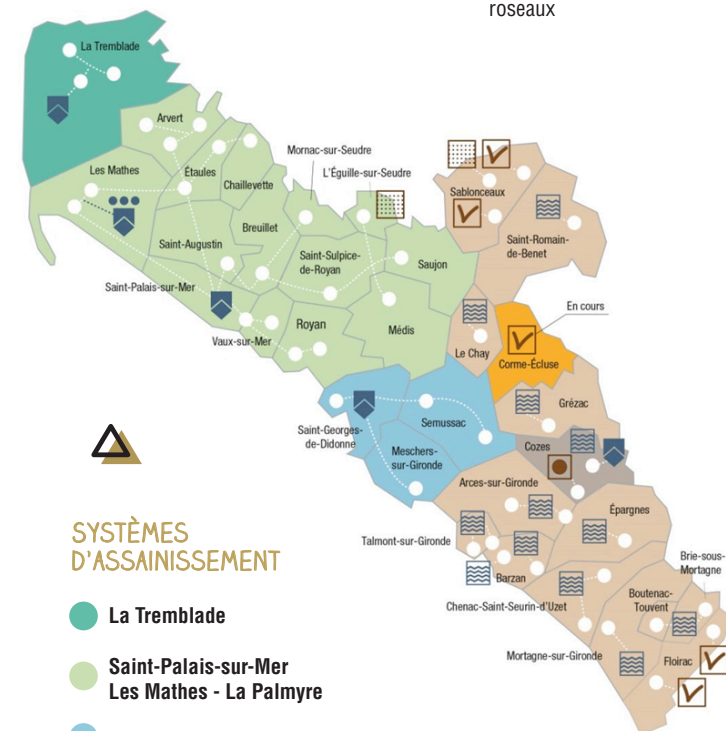 roseaux
La Tremblade
Arvert
Mornac-sur-Seudre
L'Éguille-sur-Seudre
Les Mathes
Étaules
Chaillevette
Sablonceaux
Breuillet
Saint-Augustin
Saint-Romain-
de-Benet
Saint-Sulpice-
de-Royan
Saujon
Saint-Palais-sur-Mer
En cours
Royan
Médis
Vaux-sur-Mer
Le Chay
Corme-Écluse
Grézac
Saint-Georges-
de-Didonne
Semussac
Cozes
Meschers-
sur-Gironde
Arces-sur-Gironde
Épargnes
Talmont-sur-Gironde
Brie-sous-
Mortagne
Barzan
Boutenac-
Touvent
Chenac-Saint-Seurin-d'Uzet
Mortagne-sur-Gironde
Floirac
SYSTÈMES
D'ASSAINISSEMENT
La Tremblade
Saint-Palais-sur-Mer
Les Mathes - La Palmyre